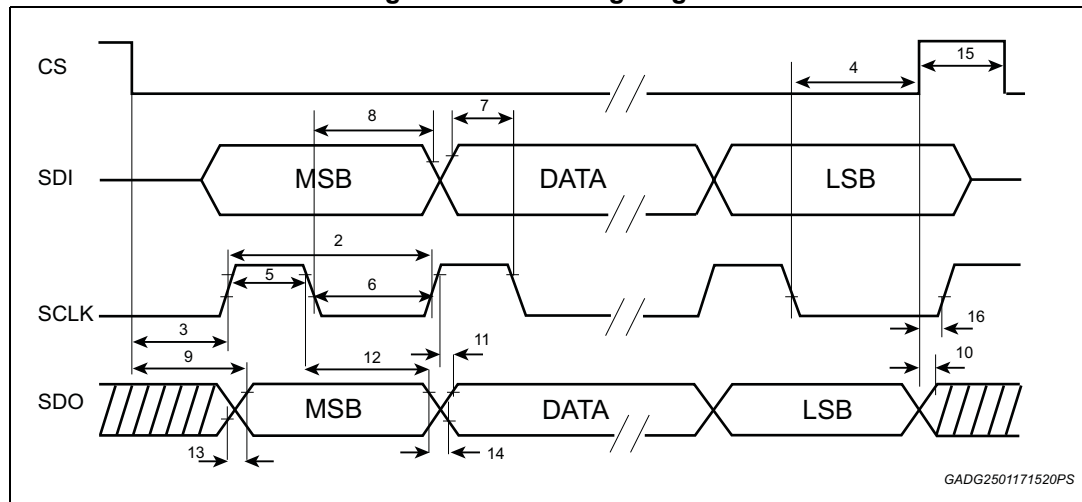 CS
15
4
8
7
SDI
MSB
DATA
LSB
2
5
6
SCLK
3
16
9
11
12
10
SDO
MSB
DATA
LSB
13
14
GADG2501171520PS